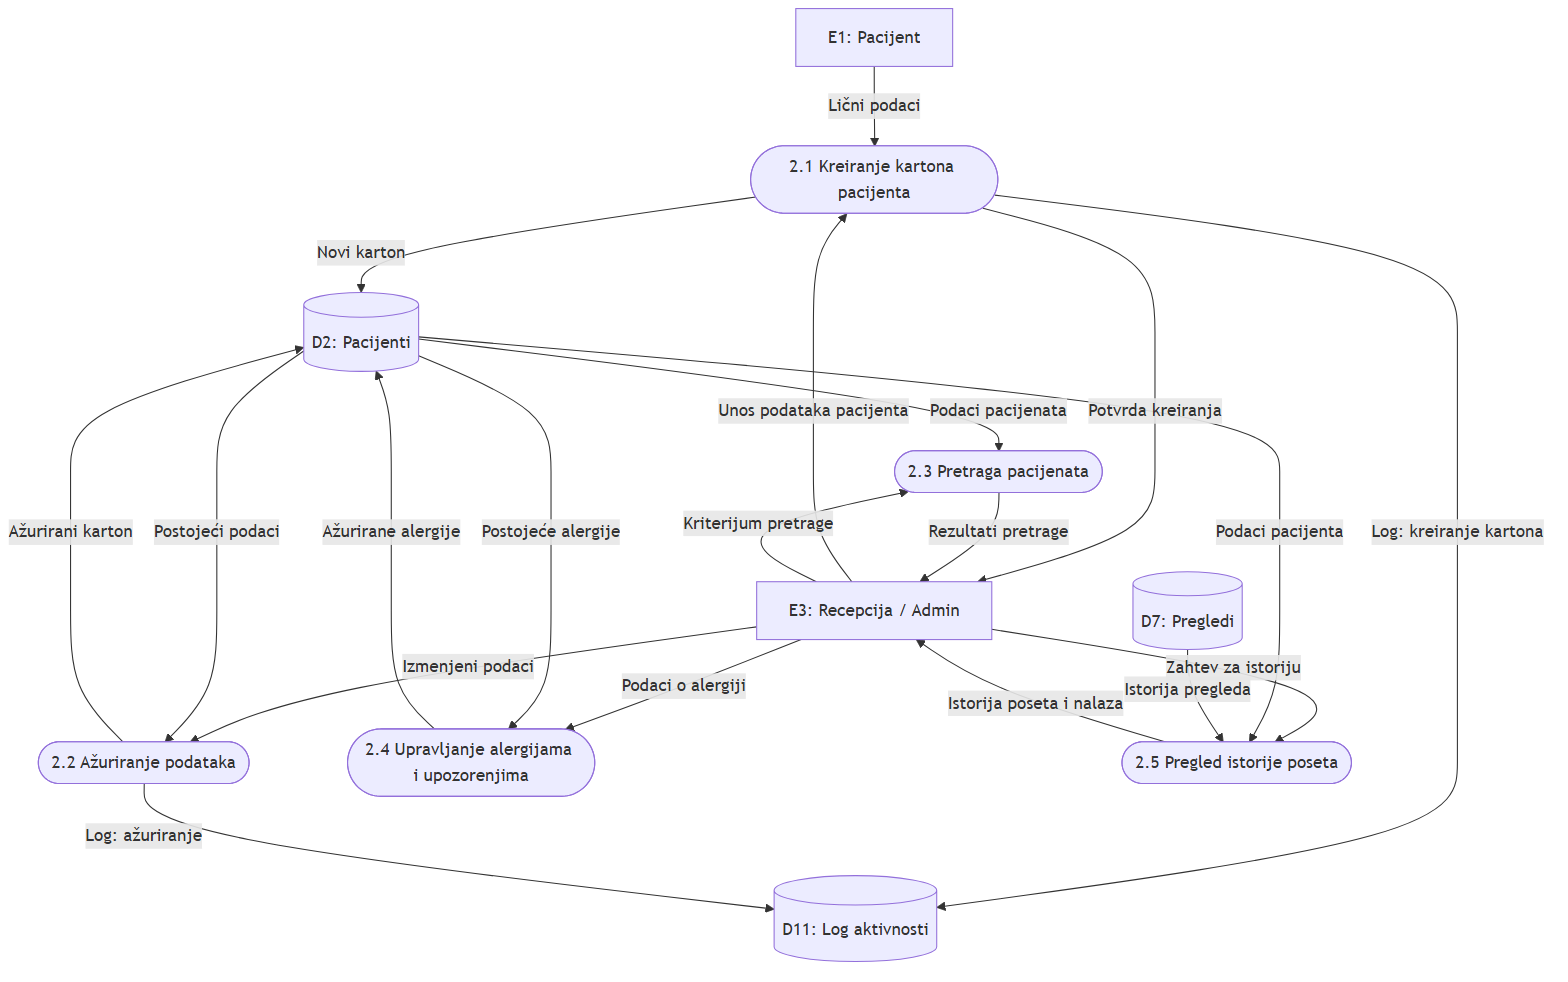 E1: Pacijent
Lični podaci
2.1 Kreiranje kartona
pacijenta
Novi karton
D2: Pacijenti
Unos podataka pacijenta
Podaci pacijenata
Potvrda kreiranja
2.3 Pretraga pacijenata
Ažurirani karton
Postojeći podaci
Ažurirane alergije
Postojeće alergije
Kriterijum pretrage
Rezultati pretrage
Podaci pacijenta
Log: kreiranje kartona
E3: Recepcija / Admin
D7: Pregledi
Izmenjeni podaci
Zahtev za istoriju
Podaci o alergiji
Istorija pregleda
Istorija poseta i nalaza
2.2 Ažuriranje podataka
2.4 Upravljanje alergijama
i upozorenjima
2.5 Pregled istorije poseta
Log: ažuriranje
D11: Log aktivnosti